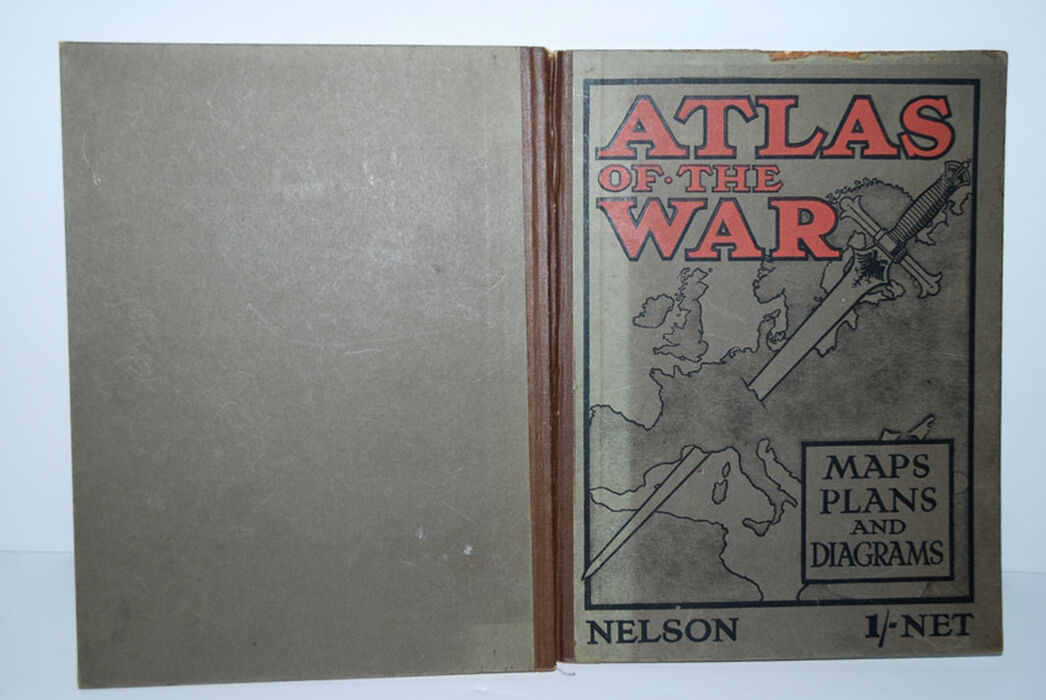 ATLAS
OF·THE
WAR
MAPS
PLANS
AND
DIAGRAMS
NELSON 1/- NET